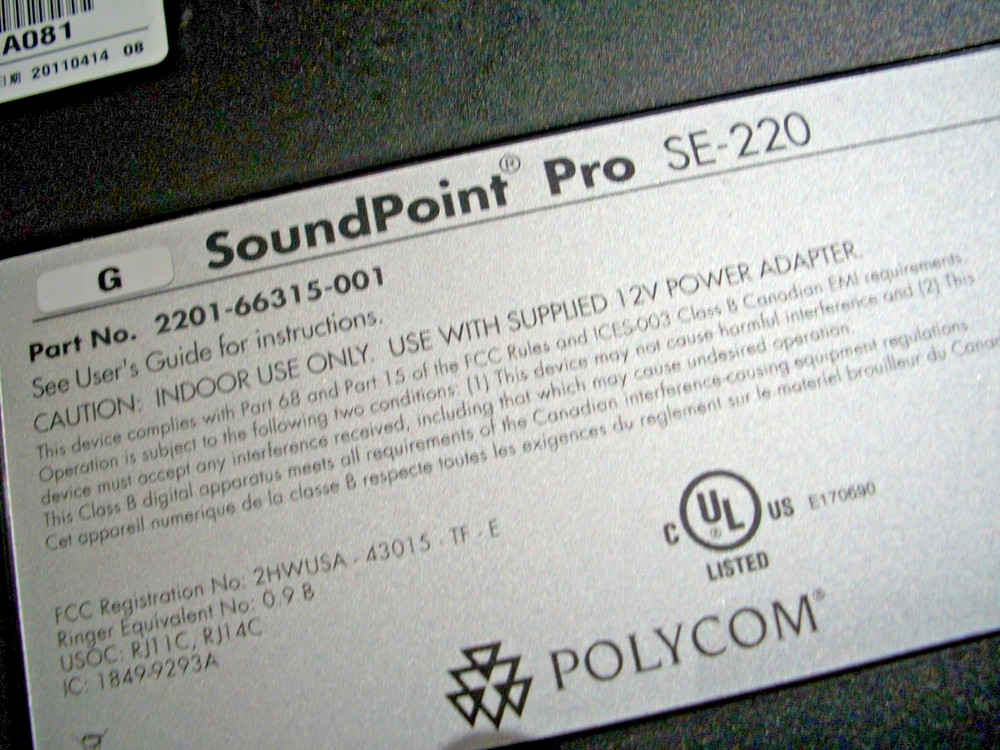 A081
日期 20110414 08
SoundPoint® Pro SE-220
G
Part No. 2201-66315-001
See User's Guide for instructions.
CAUTION: INDOOR USE ONLY. USE WITH SUPPLIED 12V POWER ADAPTER.
This device complies with Part 68 and Part 15 of the FCC Rules and ICES-003 Class B Canadian EMI requirements.
Operation is subject to the following two conditions: (1) This device may not cause harmful interference and (2) This
device must accept any interference received, including that which may cause undesired operation.
This Class B digital apparatus meets all requirements of the Canadian interference-causing equipment regulations.
Cet appareil numerique de la classe B respecte toutes les exigences du reglement sur le materiel brouilleur du Canar
FCC Registration No: 2HWUSA - 43015 - TF - E
Ringer Equivalent No: 0.9 B
USOC: RJ11C, RJ14C
IC: 1849-9293A
C UL® US E170690
LISTED
POLYCOM®